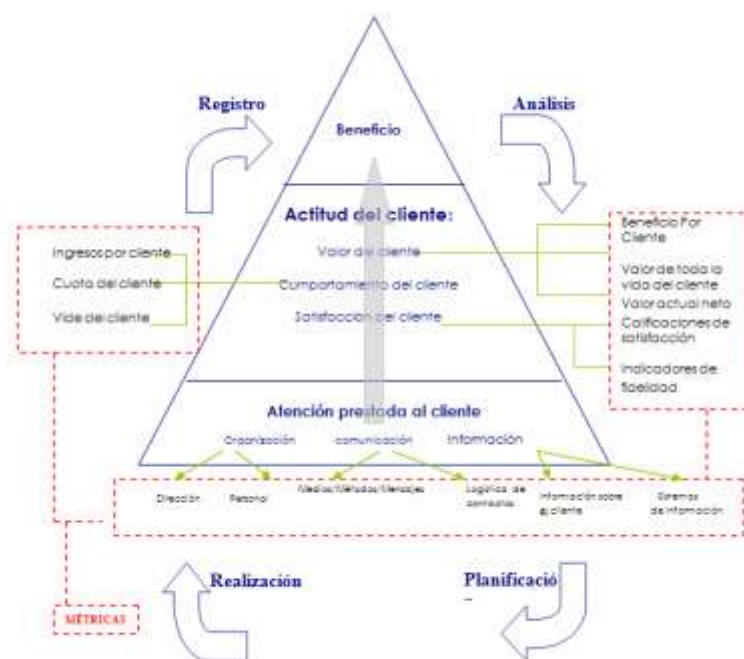 Registro
Análisis
Beneficio
Actitud del cliente:
Valor del cliente
Comportamiento del cliente
Satisfacción del cliente
Ingresos por cliente
Cuota del cliente
Vida del cliente
Beneficio Por
Cliente
Valor de toda la
vida del cliente
Valor actual neto
Calificaciones de
satisfacción
Indicadores de
fidelidad
Atención prestada al cliente
Organización
comunicación
Información
Dirección
Personal
Medios/Métodos/Mensajes
Logística de
contactos
Información sobre
el cliente
Sistemas
de información
Realización
Planificació
MÉTRICAS